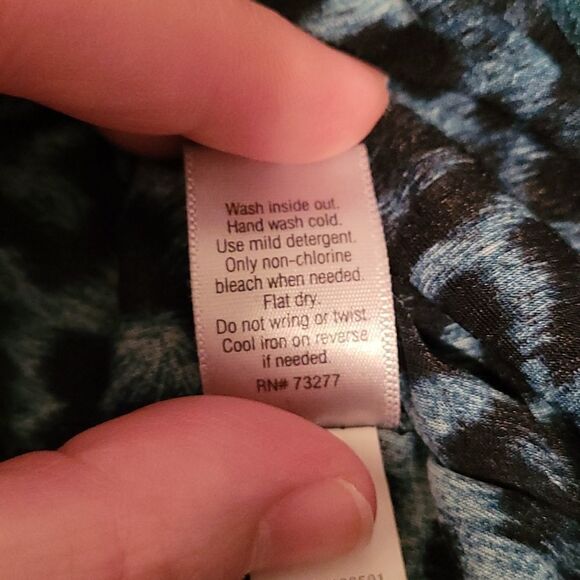 Wash inside out.
Hand wash cold.
Use mild detergent.
Only non-chlorine
bleach when needed.
Flat dry.
Do not wring or twist.
Cool iron on reverse
if needed.
RN# 73277